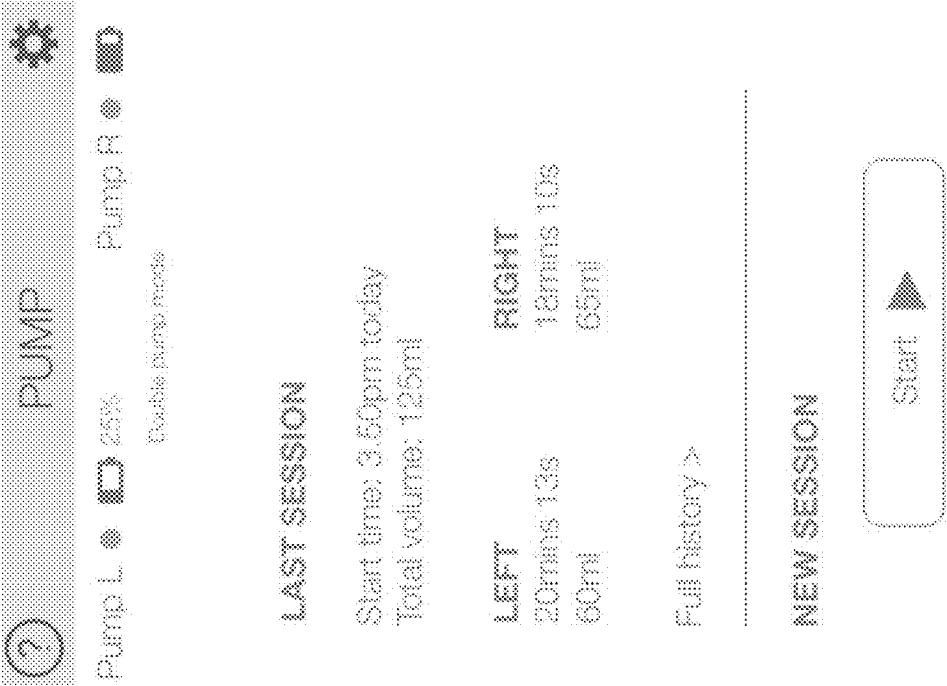 ? PUMP
Pump L 25% Pump R
Double pump mode
LAST SESSION
Start time: 3.50pm today
Total volume: 125ml
LEFT RIGHT
20mins 13s 18mins 10s
60ml 65ml
Full history >
NEW SESSION
Start